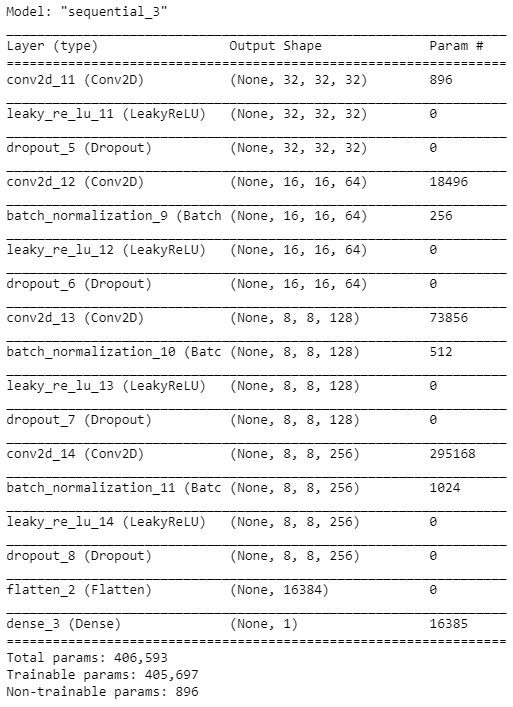 Model: "sequential_3"
Layer (type) Output Shape Param #
conv2d_11 (Conv2D) (None, 32, 32, 32) 896
leaky_re_lu_11 (LeakyReLU) (None, 32, 32, 32) 0
dropout_5 (Dropout) (None, 32, 32, 32) 0
conv2d_12 (Conv2D) (None, 16, 16, 64) 18496
batch_normalization_9 (Batch (None, 16, 16, 64) 256
leaky_re_lu_12 (LeakyReLU) (None, 16, 16, 64) 0
dropout_6 (Dropout) (None, 16, 16, 64) 0
conv2d_13 (Conv2D) (None, 8, 8, 128) 73856
batch_normalization_10 (Batc (None, 8, 8, 128) 512
leaky_re_lu_13 (LeakyReLU) (None, 8, 8, 128) 0
dropout_7 (Dropout) (None, 8, 8, 128) 0
conv2d_14 (Conv2D) (None, 8, 8, 256) 295168
batch_normalization_11 (Batc (None, 8, 8, 256) 1024
leaky_re_lu_14 (LeakyReLU) (None, 8, 8, 256) 0
dropout_8 (Dropout) (None, 8, 8, 256) 0
flatten_2 (Flatten) (None, 16384) 0
dense_3 (Dense) (None, 1) 16385
Total params: 406,593
Trainable params: 405,697
Non-trainable params: 896